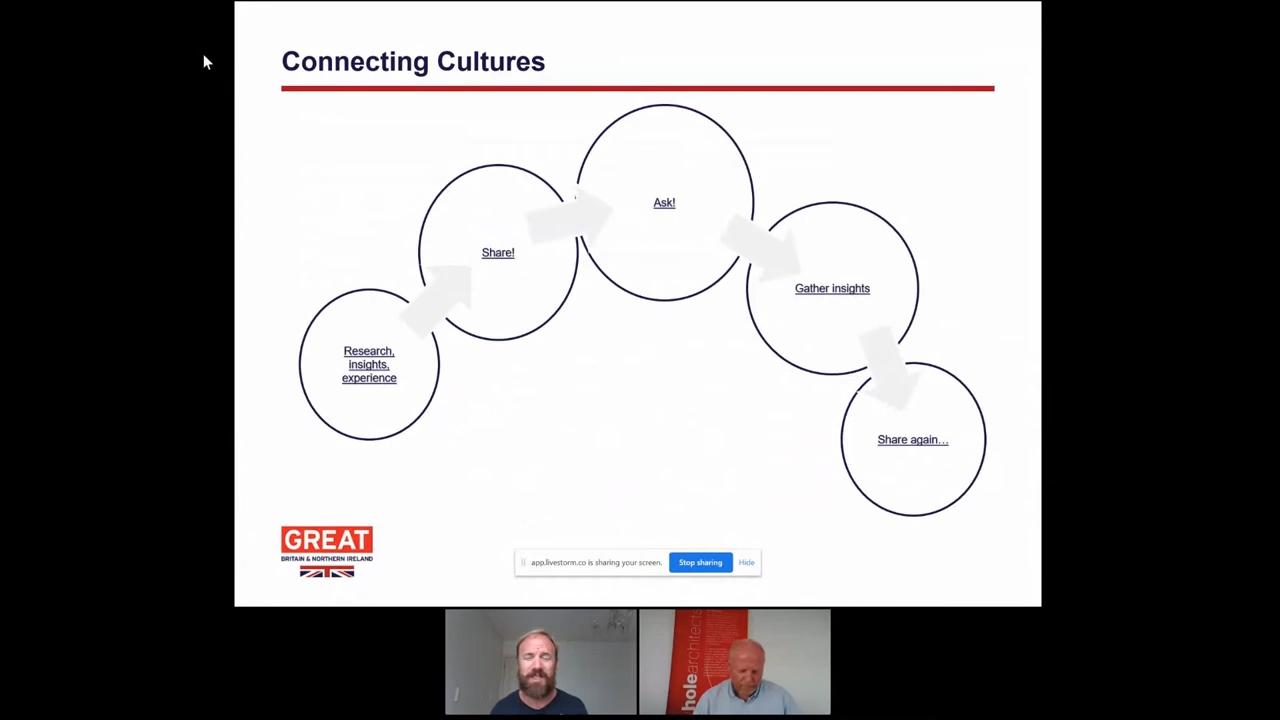 Connecting Cultures
Ask!
Share!
Gather insights
Research,
insights,
experience
Share again…
GREAT
BRITAIN & NORTHERN IRELAND
app.livestorm.co is sharing your screen.
Stop sharing
Hide
holearchitects